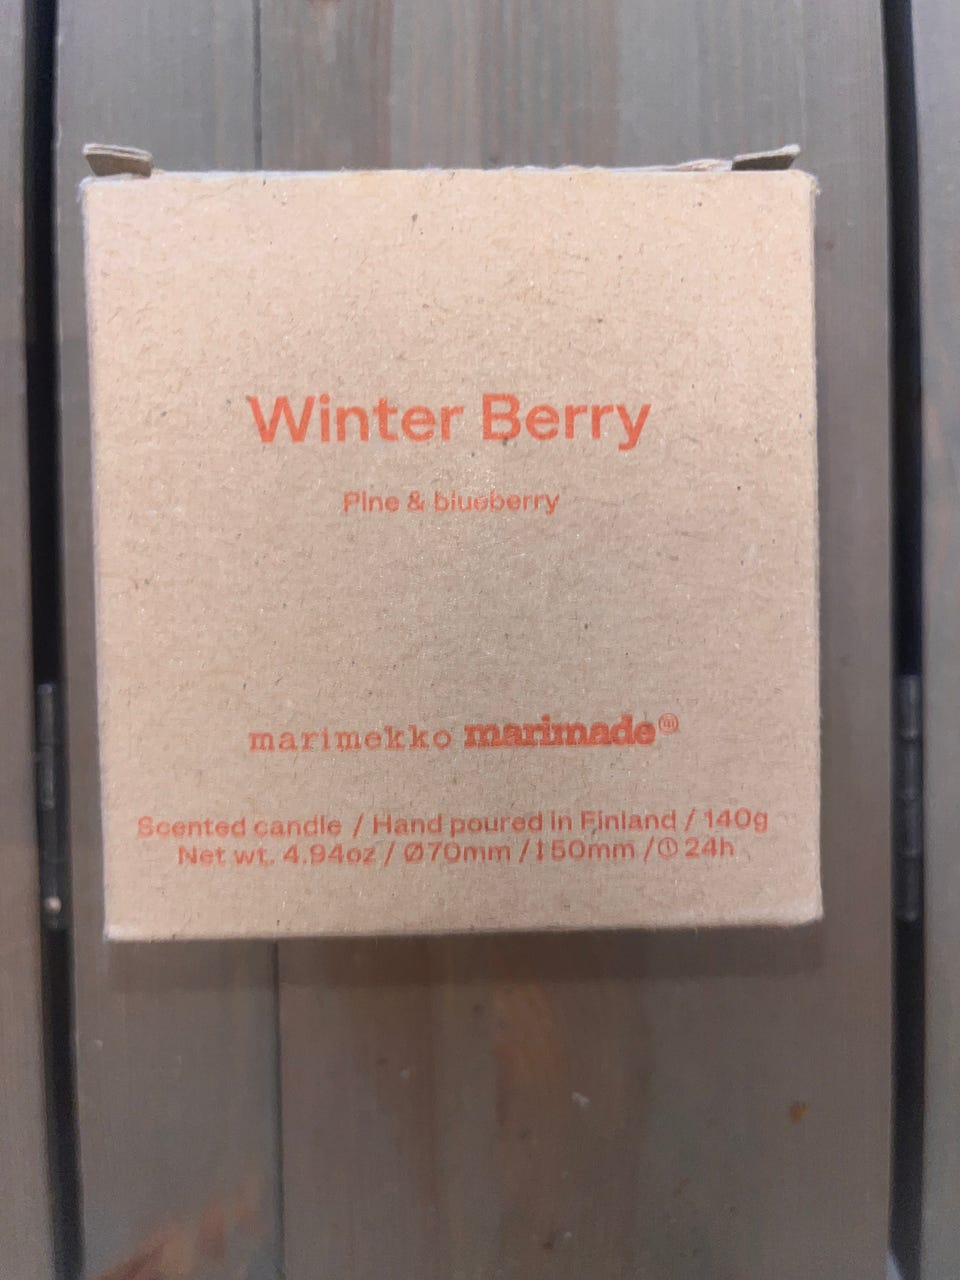 Winter Berry
Pine & blueberry
marimekko marimade®
Scented candle / Hand poured in Finland / 140g
Net wt. 4.94oz / Ø70mm / ↕50mm / 24h